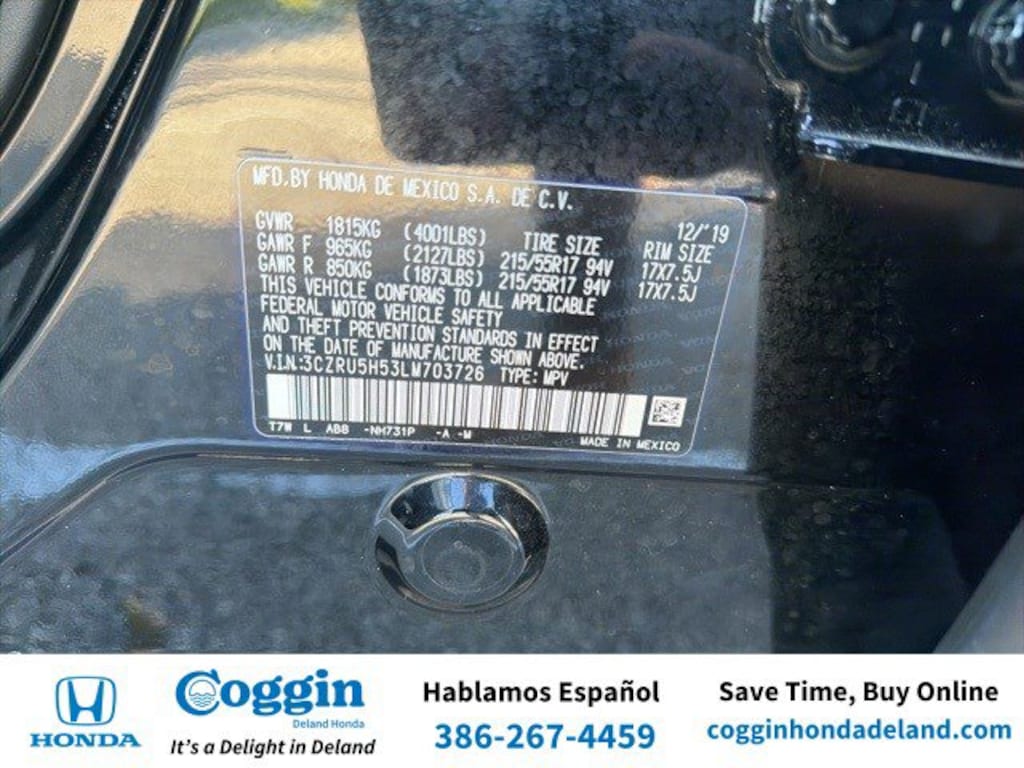 MFD.BY HONDA DE MEXICO S.A. DE C.V.
12/'19
GVWR 1815KG (4001LBS) TIRE SIZE RIM SIZE
GAWR F 965KG (2127LBS) 215/55R17 94V 17X7.5J
GAWR R 850KG (1873LBS) 215/55R17 94V 17X7.5J
THIS VEHICLE CONFORMS TO ALL APPLICABLE
FEDERAL MOTOR VEHICLE SAFETY
AND THEFT PREVENTION STANDARDS IN EFFECT
ON THE DATE OF MANUFACTURE SHOWN ABOVE.
V.I.N.:3CZRU5H53LM703726 TYPE: MPV
T7W L ABB -NH731P -A -M
MADE IN MEXICO
HONDA
Coggin
Deland Honda
It's a Delight in Deland
Hablamos Español
386-267-4459
Save Time, Buy Online
cogginhondadeland.com